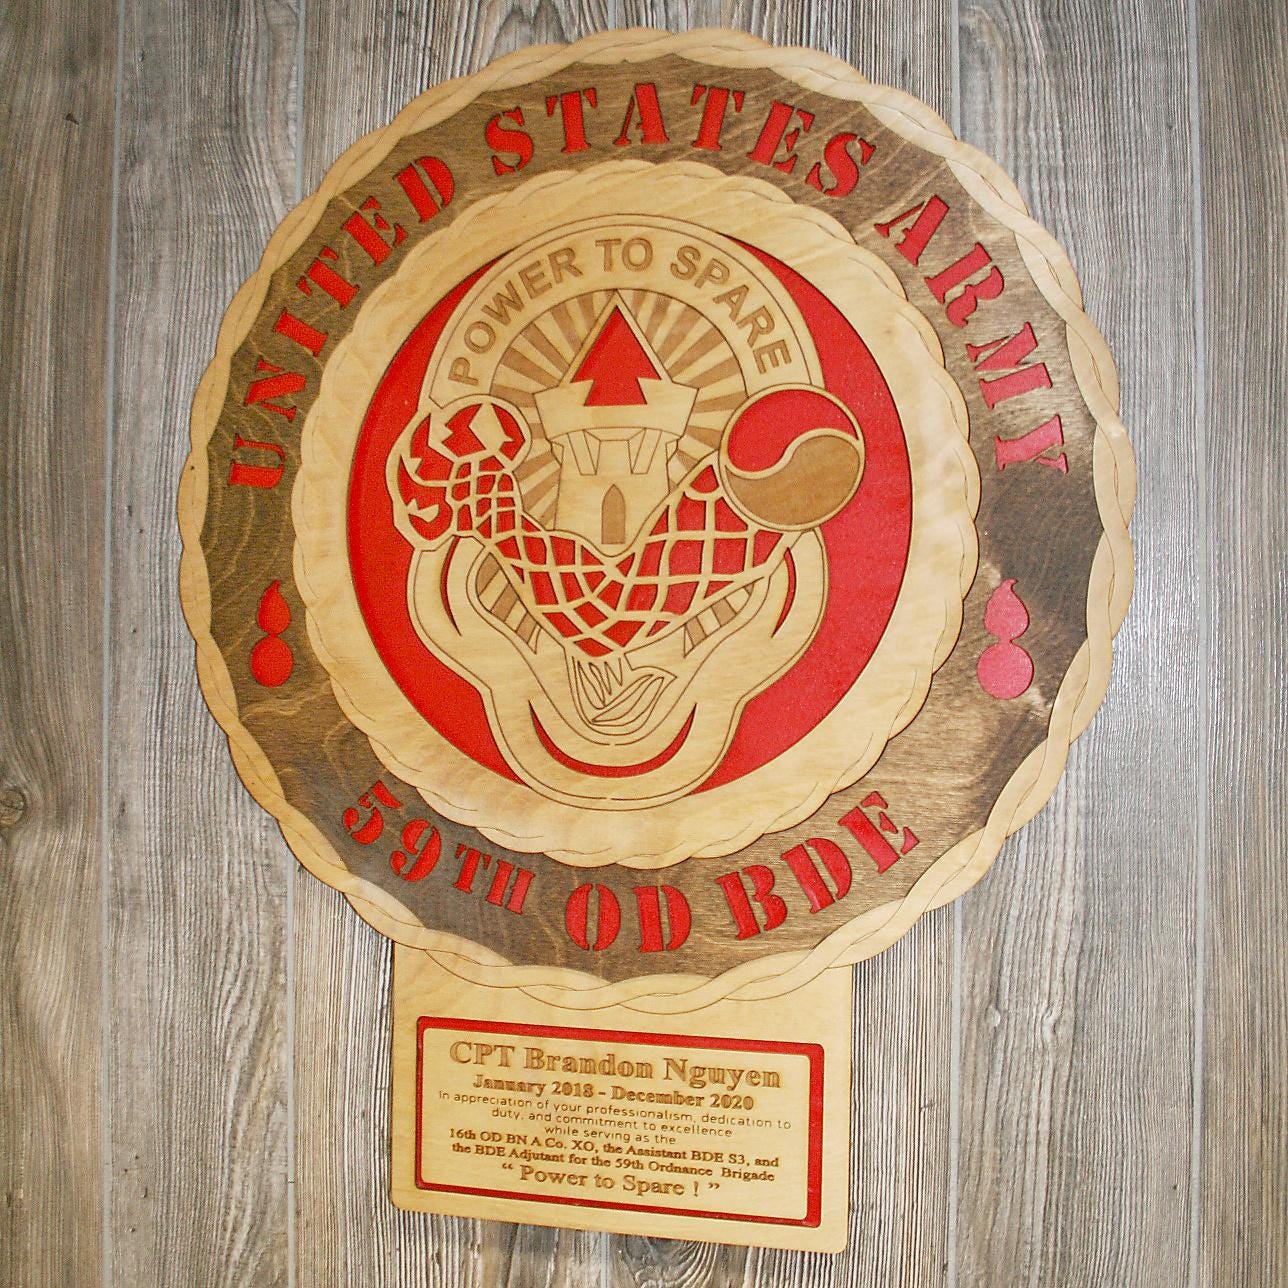 UNITED STATES ARMY
POWER TO SPARE
59TH OD BDE
CPT Brandon Nguyen
January 2018 - December 2020
In appreciation of your professionalism, dedication to
duty, and commitment to excellence
while serving as the
16th OD BN A Co. XO, the Assistant BDE S3, and
the BDE Adjutant for the 59th Ordnance Brigade
“ Power to Spare ! ”